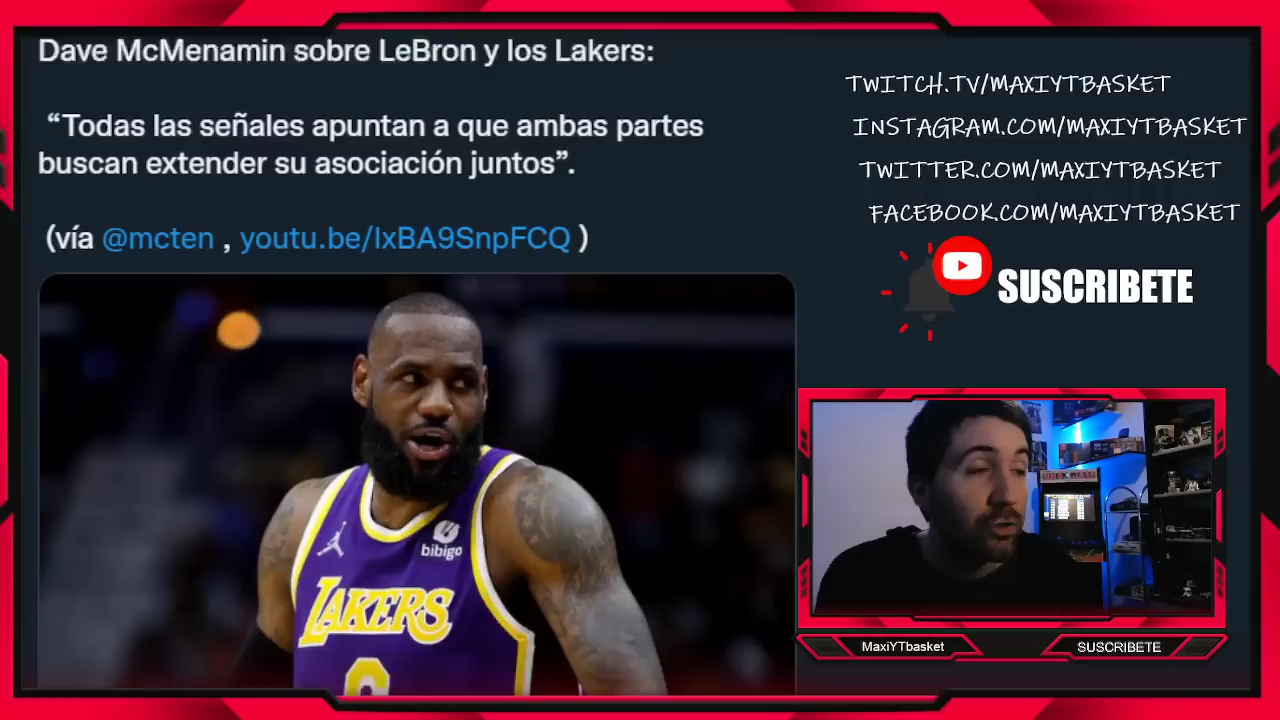 Dave McMenamin sobre LeBron y los Lakers:
“Todas las señales apuntan a que ambas partes
buscan extender su asociación juntos”.
(vía @mcten , youtu.be/lxBA9SnpFCQ )
bibigo
LAKERS
6
TWITCH.TV/MAXIYTBASKET
INSTAGRAM.COM/MAXIYTBASKET
TWITTER.COM/MAXIYTBASKET
FACEBOOK.COM/MAXIYTBASKET
SUSCRIBETE
MaxiYTbasket
SUSCRIBETE